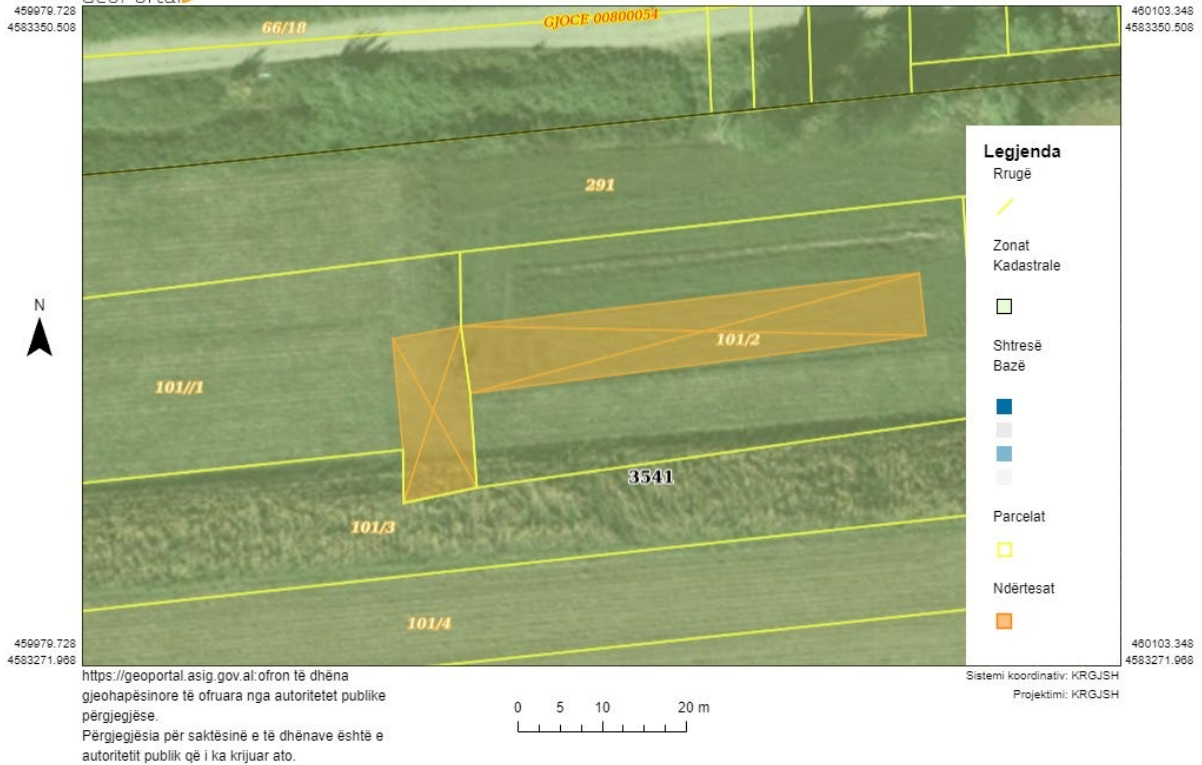 GeoPortal
459979.728
4583350.508
460103.348
4583350.508
66/18
GJOCE 00800054
291
N
101//1
101/2
3541
101/3
101/4
Legjenda
Rrugë
Zonat
Kadastrale
Shtresë
Bazë
Parcelat
Ndërtesat
459979.728
4583271.968
460103.348
4583271.968
https://geoportal.asig.gov.al:ofron të dhëna
gjeohapësinore të ofruara nga autoritetet publike
përgjegjëse.
Përgjegjësia për saktësinë e të dhënave është e
autoritetit publik që i ka krijuar ato.
0 5 10 20 m
Sistemi koordinativ: KRGJSH
Projektimi: KRGJSH